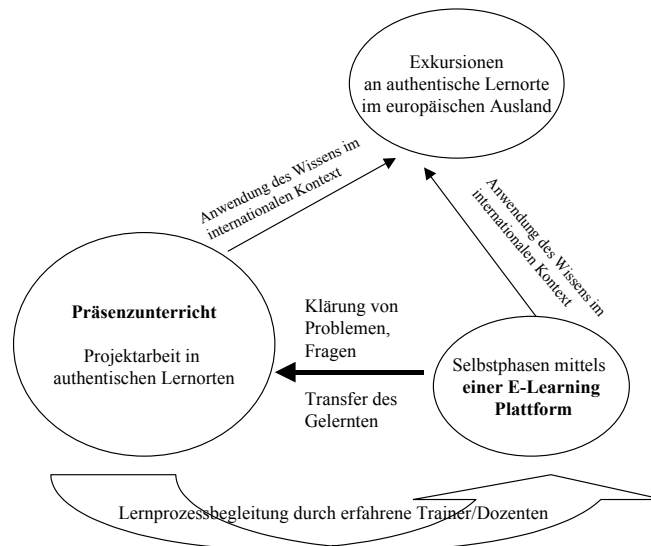 Exkursionen
an authentische Lernorte
im europäischen Ausland
Anwendung des Wissens im
internationalen Kontext
Anwendung des Wissens im
internationalen Kontext
Präsenzunterricht
Projektarbeit in
authentischen Lernorten
Klärung von
Problemen,
Fragen
Transfer des
Gelernten
Selbstphasen mittels
einer E-Learning
Plattform
Lernprozessbegleitung durch erfahrene Trainer/Dozenten